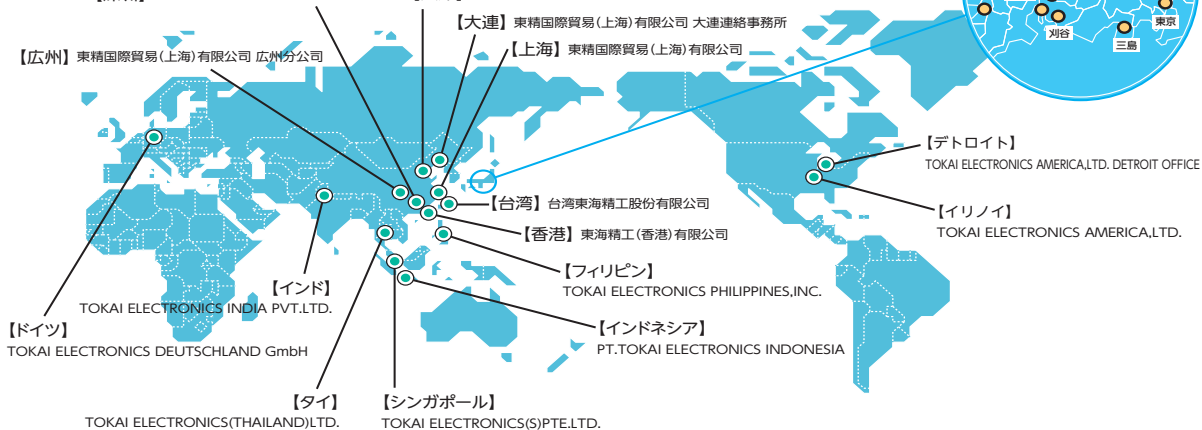 【大連】東精国際貿易(上海)有限公司 大連連絡事務所
【上海】東精国際貿易(上海)有限公司
【広州】東精国際貿易(上海)有限公司 広州分公司
刈谷
三島
東京
【デトロイト】
TOKAI ELECTRONICS AMERICA,LTD. DETROIT OFFICE
【台湾】台湾東海精工股份有限公司
【イリノイ】
TOKAI ELECTRONICS AMERICA,LTD.
【香港】東海精工(香港)有限公司
【フィリピン】
TOKAI ELECTRONICS PHILIPPINES,INC.
【インド】
TOKAI ELECTRONICS INDIA PVT.LTD.
【ドイツ】
TOKAI ELECTRONICS DEUTSCHLAND GmbH
【インドネシア】
PT.TOKAI ELECTRONICS INDONESIA
【タイ】
TOKAI ELECTRONICS(THAILAND)LTD.
【シンガポール】
TOKAI ELECTRONICS(S)PTE.LTD.